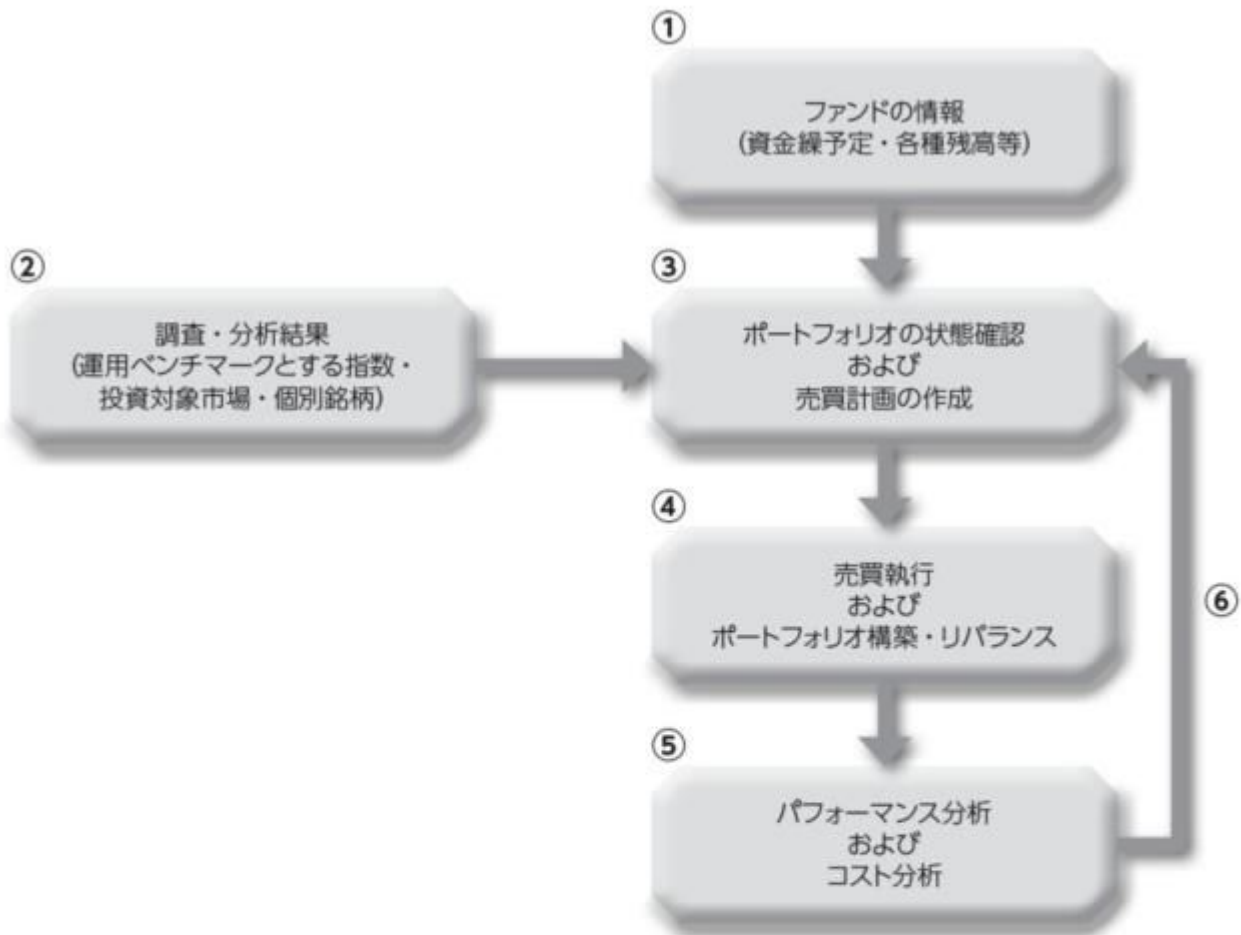 ①
ファンドの情報
(資金繰予定・各種残高等)
②
調査・分析結果
(運用ベンチマークとする指数・
投資対象市場・個別銘柄)
③
ポートフォリオの状態確認
および
売買計画の作成
④
売買執行
および
ポートフォリオ構築・リバランス
⑥
⑤
パフォーマンス分析
および
コスト分析